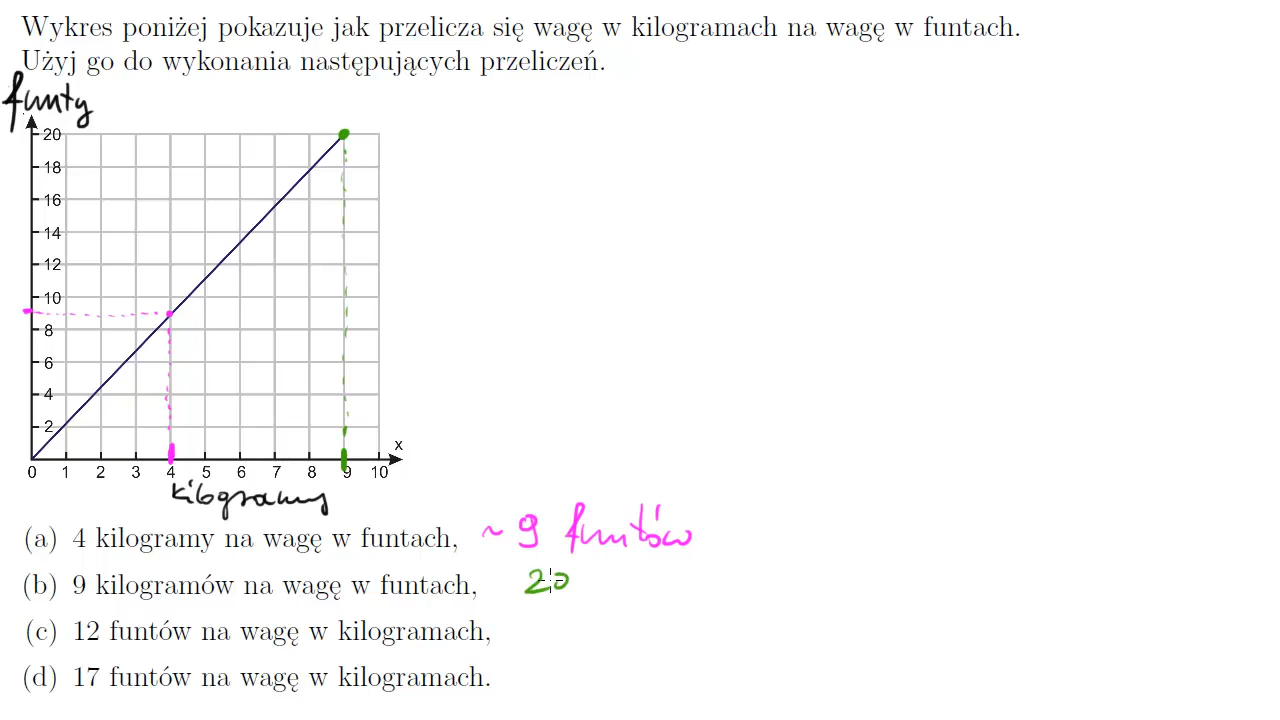 Wykres poniżej pokazuje jak przelicza się wagę w kilogramach na wagę w funtach.
Użyj go do wykonania następujących przeliczeń.
funty
20
18
16
14
12
10
8
6
4
2
x
0 1 2 3 4 5 6 7 8 9 10
kilogramy
(a) 4 kilogramy na wagę w funtach, ~ 9 funtów
(b) 9 kilogramów na wagę w funtach, 20
(c) 12 funtów na wagę w kilogramach,
(d) 17 funtów na wagę w kilogramach.